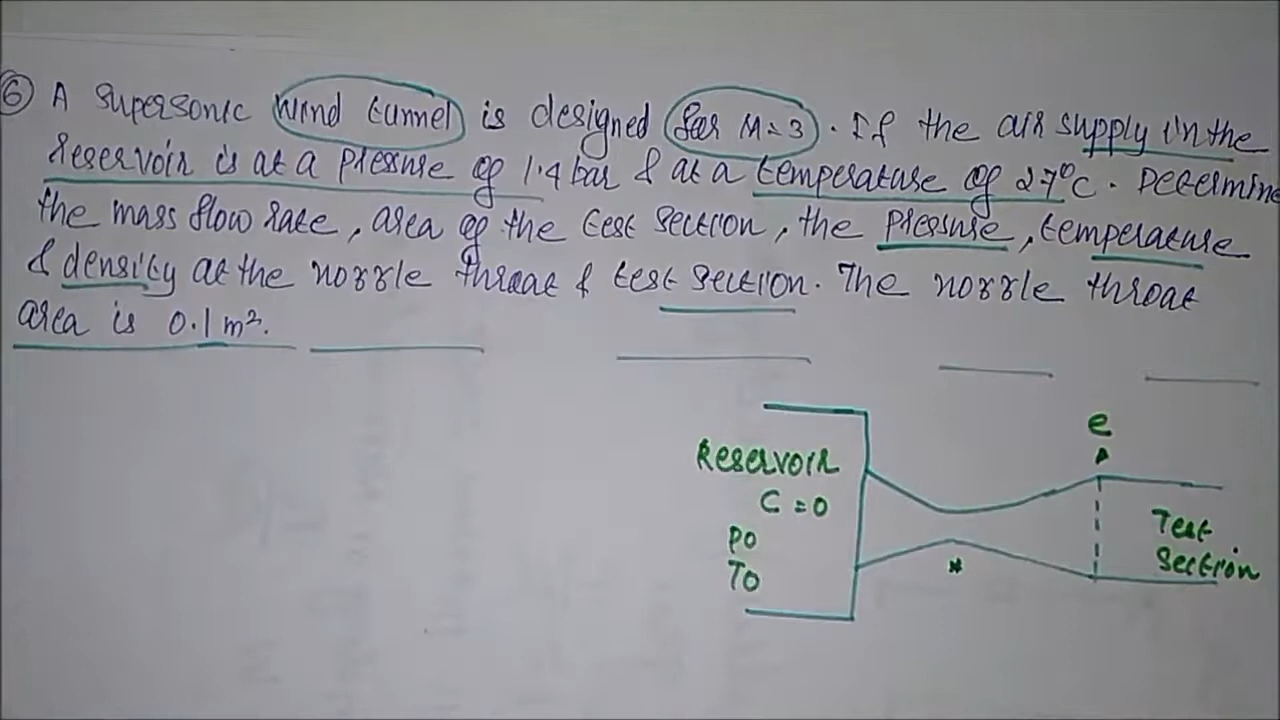 ⑥ A supersonic wind tunnel is designed for M=3. If the air supply in the
reservoir is at a pressure of 1.4 bar & at a temperature of 27°C. Determine
the mass flow rate, area of the test section, the pressure, temperature
& density at the nozzle throat & test section. The nozzle throat
area is 0.1 m².
e
Reservoir
C = 0
Po
To
*
Test
Section